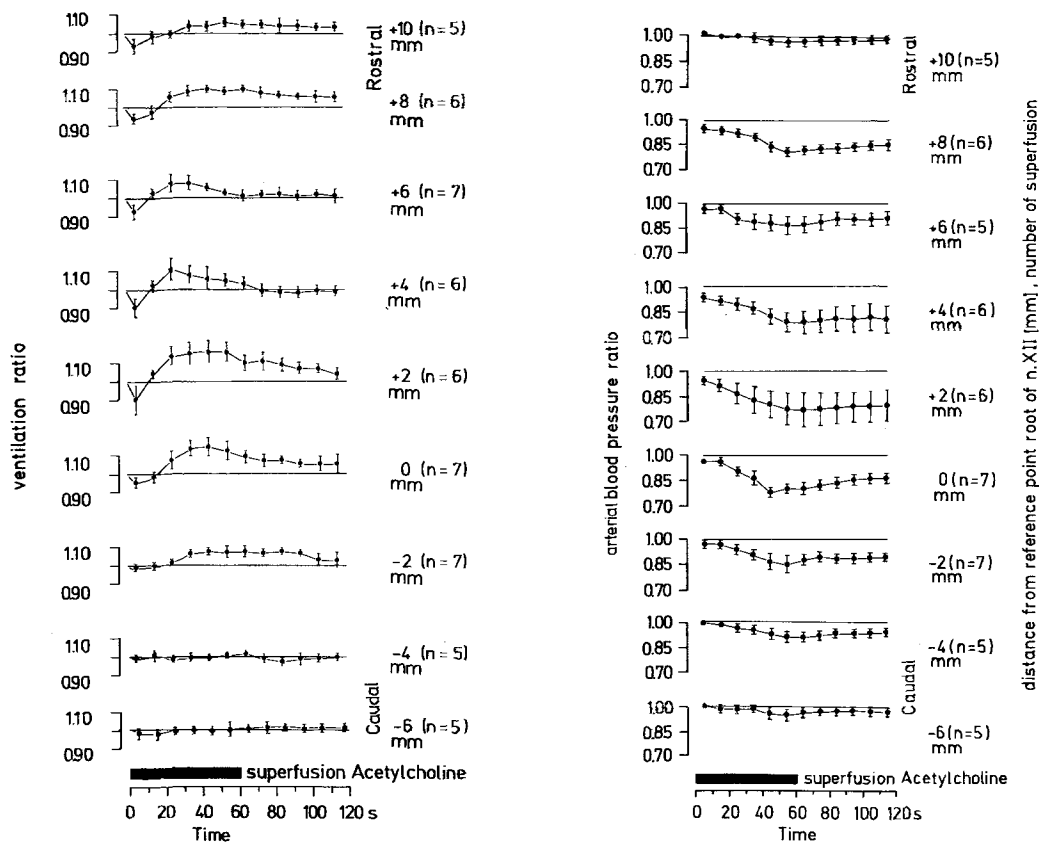 1.10
0.90
+10 (n=5)
mm
Rostral
1.10
0.90
+8 (n=6)
mm
1.10
0.90
+6 (n=7)
mm
1.10
0.90
+4 (n=6)
mm
1.10
0.90
+2 (n=6)
mm
1.10
0.90
0 (n=7)
mm
1.10
0.90
-2 (n=7)
mm
1.10
0.90
-4 (n=5)
mm
Caudal
1.10
0.90
-6 (n=5)
mm
ventilation ratio
superfusion Acetylcholine
0 20 40 60 80 100 120 s
Time
1.00
0.85
0.70
+10 (n=5)
mm
Rostral
1.00
0.85
0.70
+8 (n=6)
mm
1.00
0.85
0.70
+6 (n=5)
mm
1.00
0.85
0.70
+4 (n=6)
mm
1.00
0.85
0.70
+2 (n=6)
mm
1.00
0.85
0.70
0 (n=7)
mm
1.00
0.85
0.70
-2 (n=7)
mm
1.00
0.85
0.70
-4 (n=5)
mm
Caudal
1.00
0.85
0.70
-6 (n=5)
mm
arterial blood pressure ratio
distance from reference point root of n.XII [mm], number of superfusion
superfusion Acetylcholine
0 20 40 60 80 100 120 s
Time